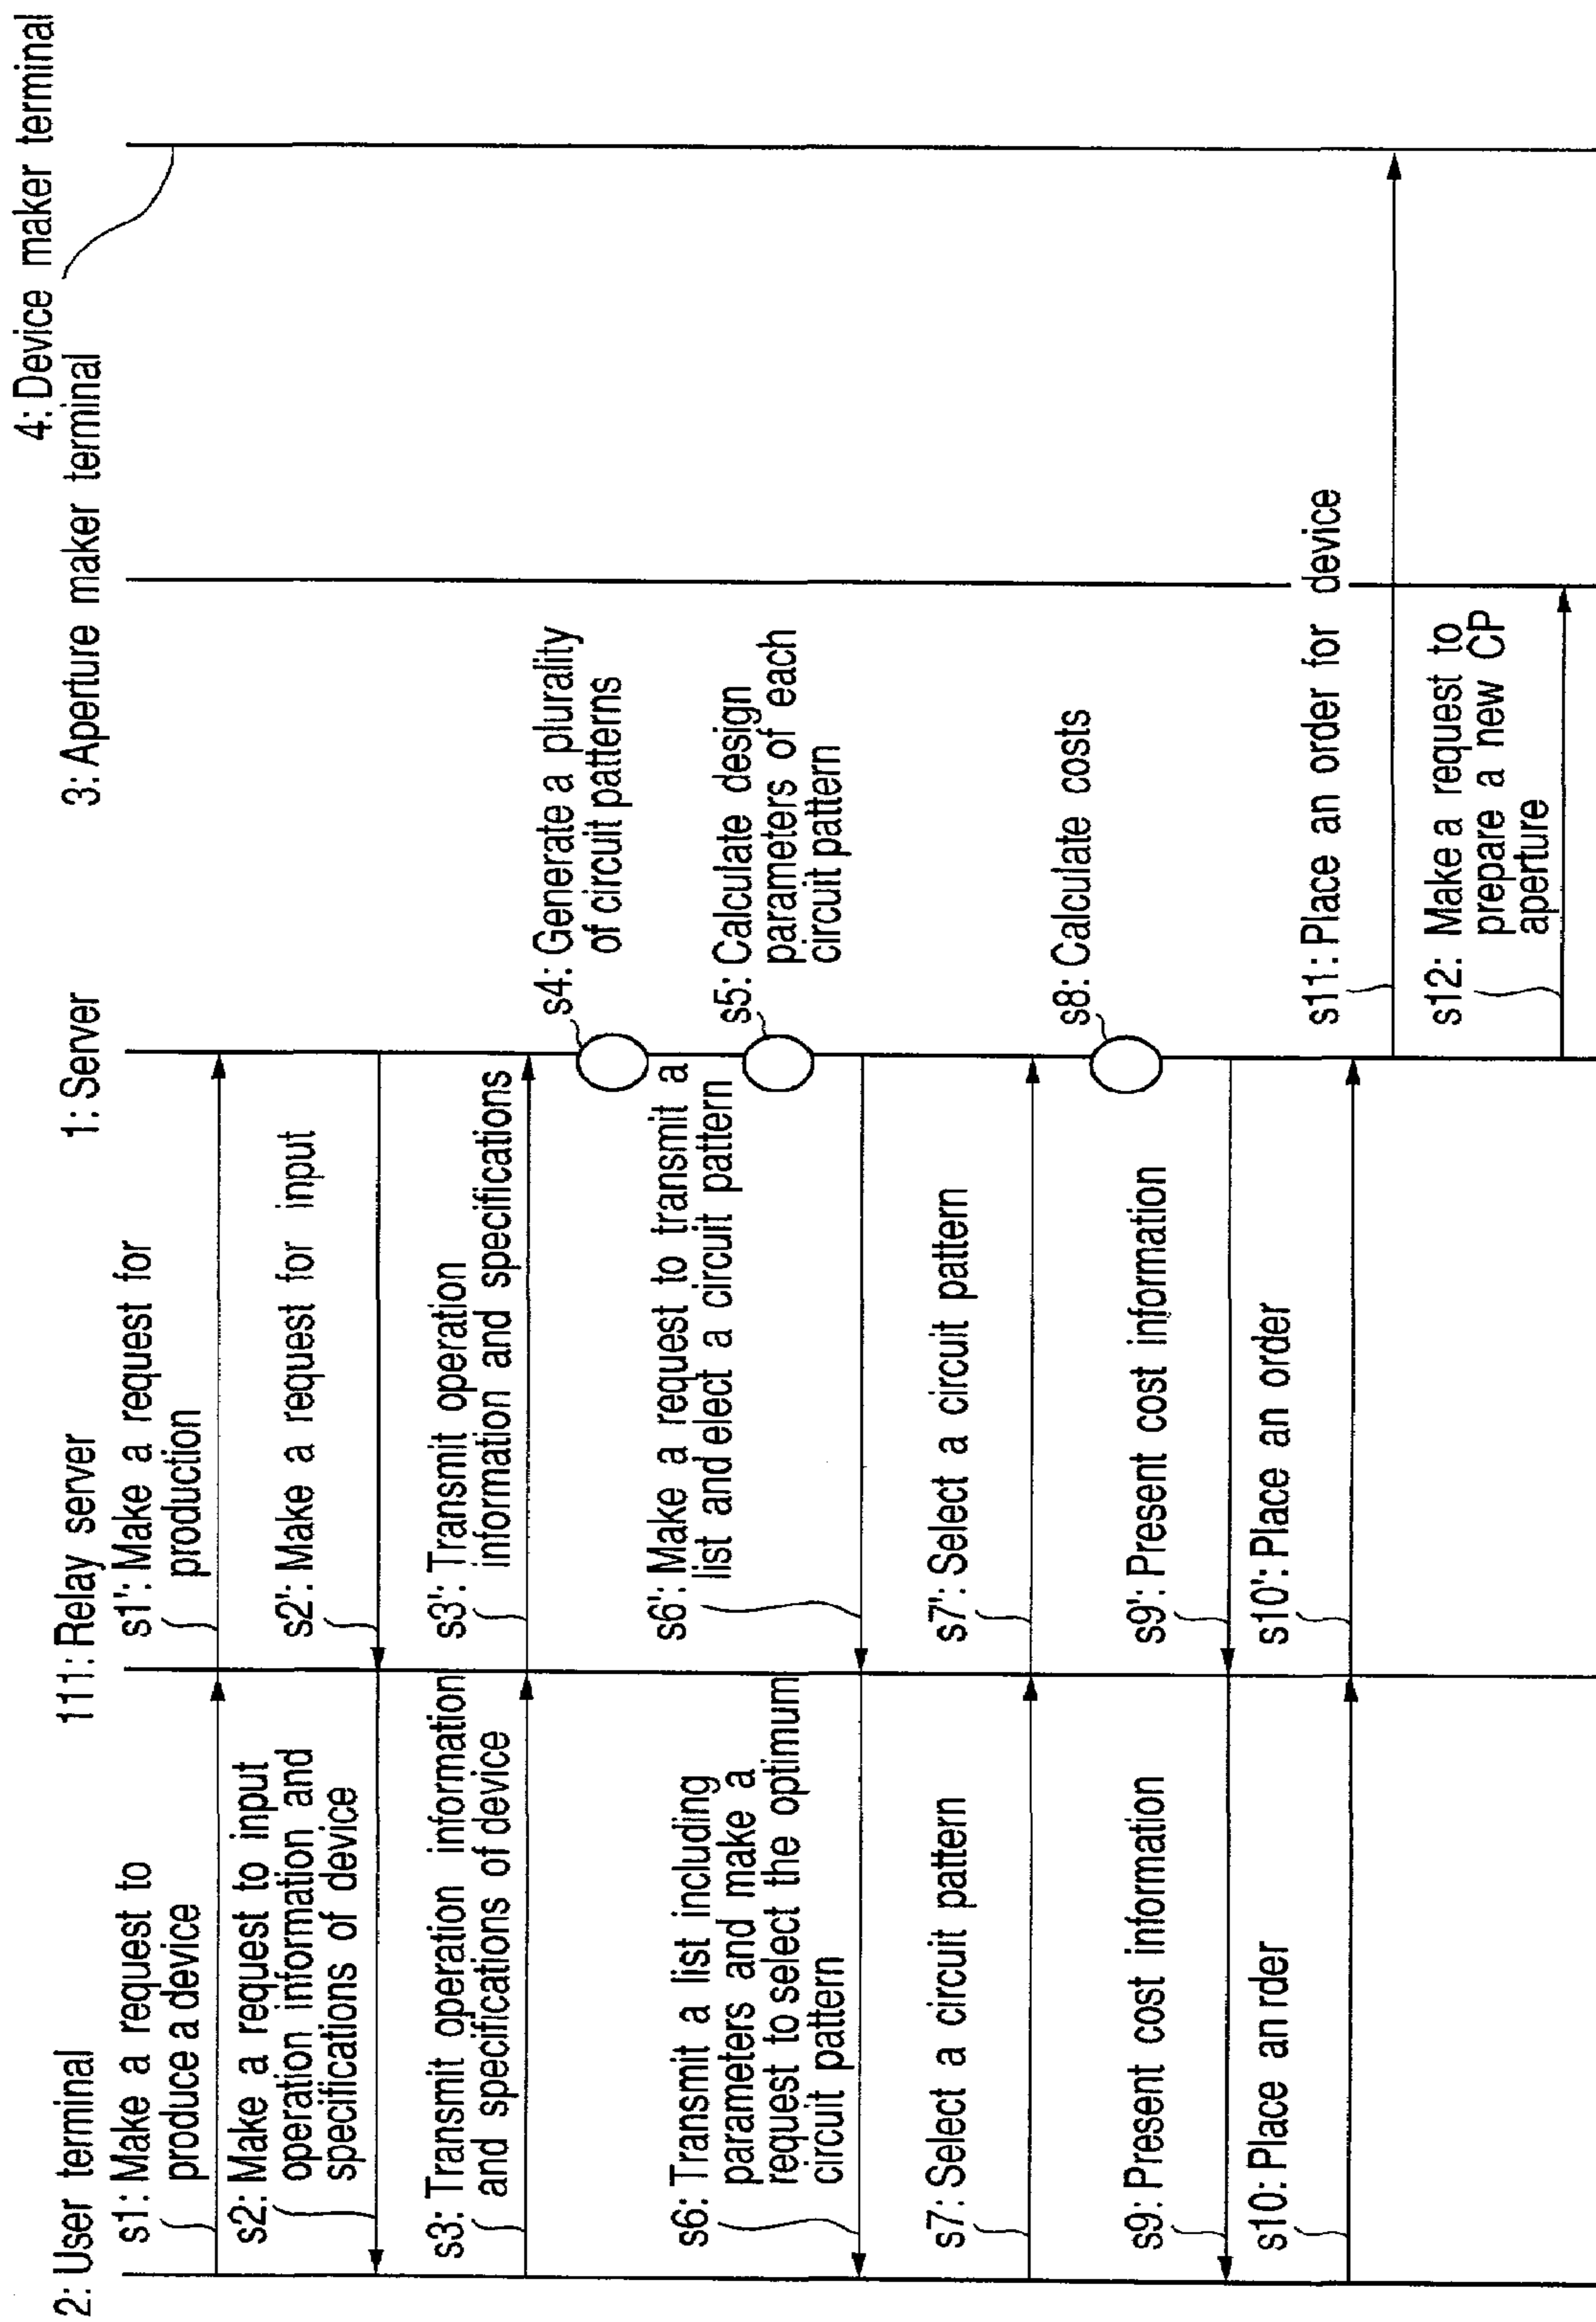 4: Device maker terminal
3: Aperture maker terminal
1: Server
111: Relay server
2: User terminal
s1: Make a request to
produce a device
s1': Make a request for
production
s2: Make a request to input
operation information and
specifications of device
s2': Make a request for input
s3: Transmit operation information
and specifications of device
s3': Transmit operation
information and specifications
s4: Generate a plurality
of circuit patterns
s5: Calculate design
parameters of each
circuit pattern
s6: Transmit a list including
parameters and make a
request to select the optimum
circuit pattern
s6': Make a request to transmit a
list and elect a circuit pattern
s7: Select a circuit pattern
s7': Select a circuit pattern
s8: Calculate costs
s9: Present cost information
s9': Present cost information
s10: Place an rder
s10': Place an order
s11: Place an order for device
s12: Make a request to
prepare a new CP
aperture